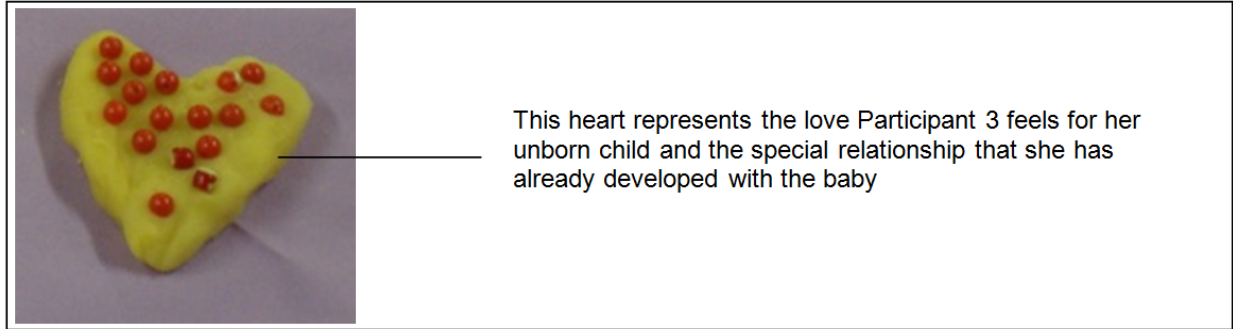 This heart represents the love Participant 3 feels for her
unborn child and the special relationship that she has
already developed with the baby